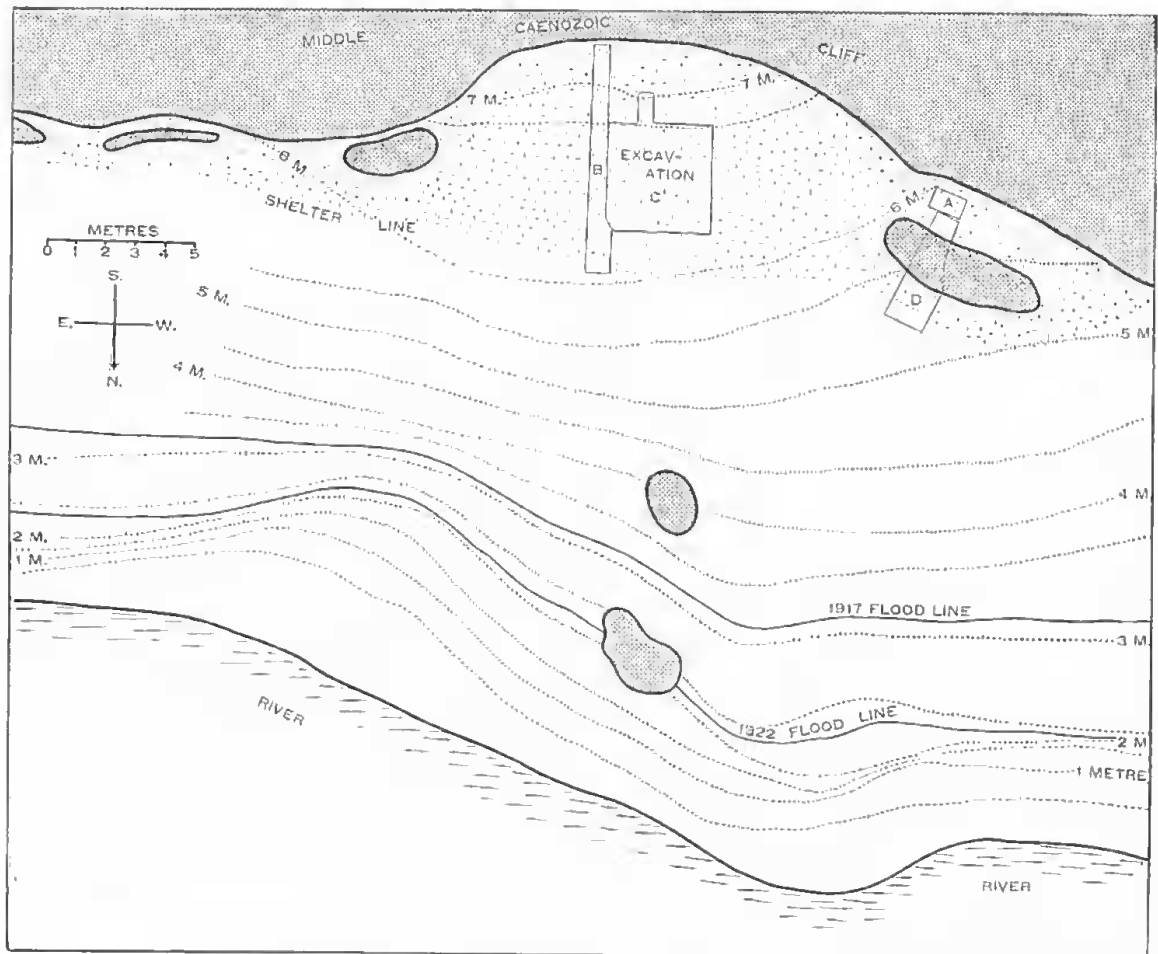 MIDDLE CAENOZOIC CLIFF
7 M. 7 M.
6 M.
SHELTER LINE
B
EXCAV-
ATION
C'
6 M.
A
D
METRES
0 1 2 3 4 5
S.
E. W.
N.
5 M.
5 M
4 M.
3 M.
4 M.
2 M.
1 M.
1917 FLOOD LINE
3 M.
RIVER
1922 FLOOD LINE
2 M
1 METRE
RIVER